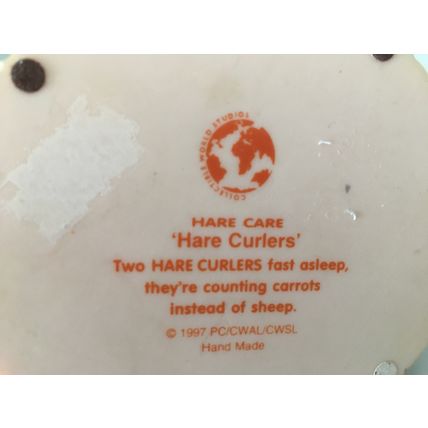 COLLECTIBLE WORLD STUDIOS
HARE CARE
'Hare Curlers'
Two HARE CURLERS fast asleep,
they're counting carrots
instead of sheep.
© 1997 PC/CWAL/CWSL
Hand Made